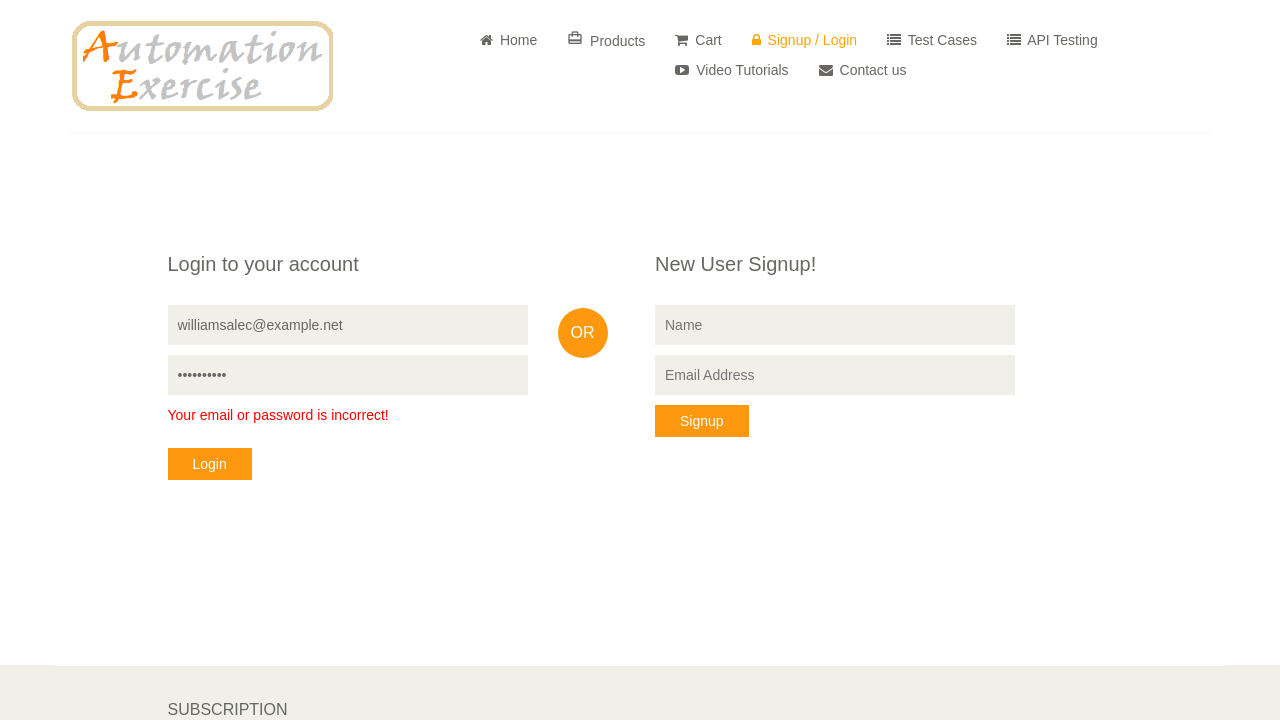 Automation
Exercise
Home
Products
Cart
Signup / Login
Test Cases
API Testing
Video Tutorials
Contact us
Login to your account
williamsalec@example.net
••••••••••
Your email or password is incorrect!
Login
OR
New User Signup!
Name
Email Address
Signup
SUBSCRIPTION